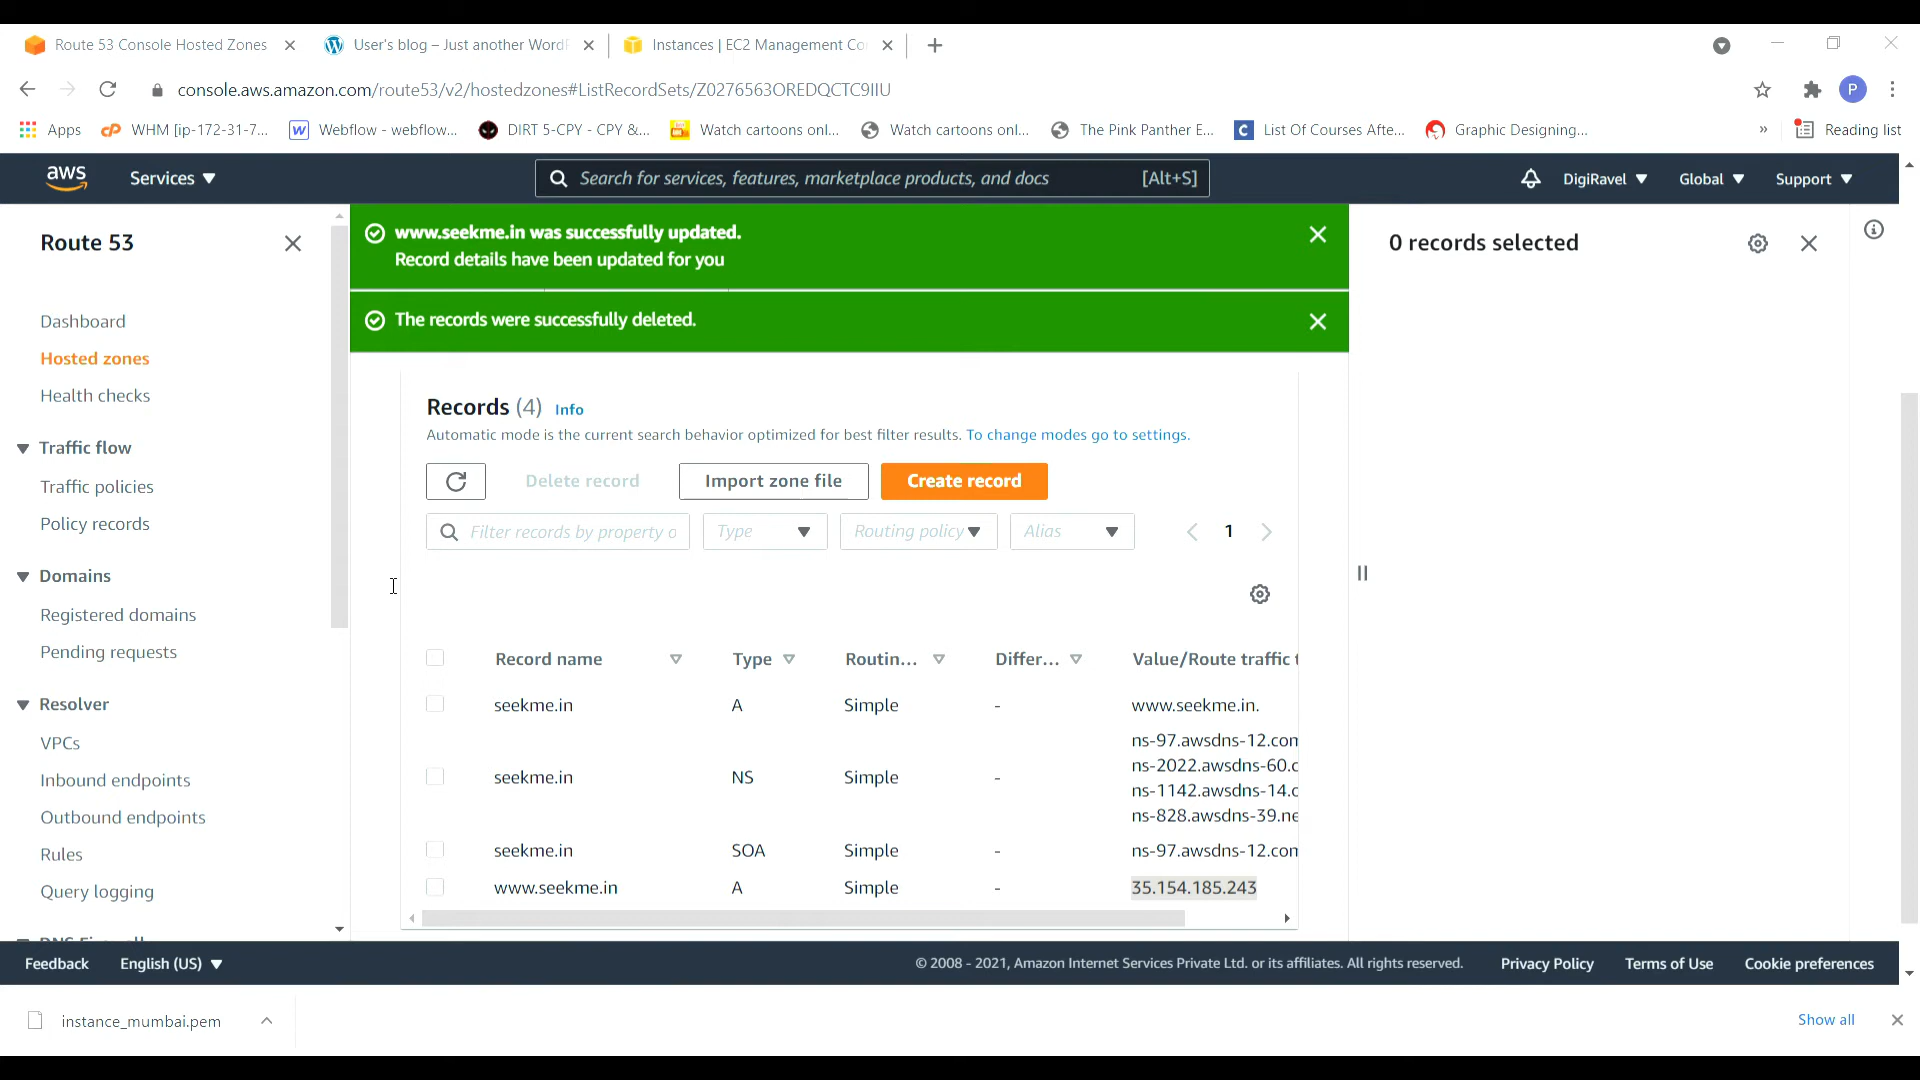 Route 53 Console Hosted Zones
User's blog – Just another WordP
Instances | EC2 Management Co
console.aws.amazon.com/route53/v2/hostedzones#ListRecordSets/Z0276563OREDQCTC9IIU
P
Apps
WHM [ip-172-31-7...
Webflow - webflow...
DIRT 5-CPY - CPY &...
Watch cartoons onl...
Watch cartoons onl...
The Pink Panther E...
List Of Courses Afte...
Graphic Designing...
»
Reading list
aws
Services
Search for services, features, marketplace products, and docs
[Alt+S]
DigiRavel
Global
Support
Route 53
Dashboard
Hosted zones
Health checks
Traffic flow
Traffic policies
Policy records
Domains
Registered domains
Pending requests
Resolver
VPCs
Inbound endpoints
Outbound endpoints
Rules
Query logging
DNS Firewall
www.seekme.in was successfully updated.
Record details have been updated for you
The records were successfully deleted.
Records (4) Info
Automatic mode is the current search behavior optimized for best filter results. To change modes go to settings.
Delete record
Import zone file
Create record
Filter records by property o
Type
Routing policy
Alias
1
Record name
Type
Routin...
Differ...
Value/Route traffic t
seekme.in A Simple - www.seekme.in.
seekme.in NS Simple -
ns-97.awsdns-12.com
ns-2022.awsdns-60.c
ns-1142.awsdns-14.o
ns-828.awsdns-39.ne
seekme.in SOA Simple - ns-97.awsdns-12.com
www.seekme.in A Simple - 35.154.185.243
0 records selected
Feedback
English (US)
© 2008 - 2021, Amazon Internet Services Private Ltd. or its affiliates. All rights reserved.
Privacy Policy
Terms of Use
Cookie preferences
instance_mumbai.pem
Show all